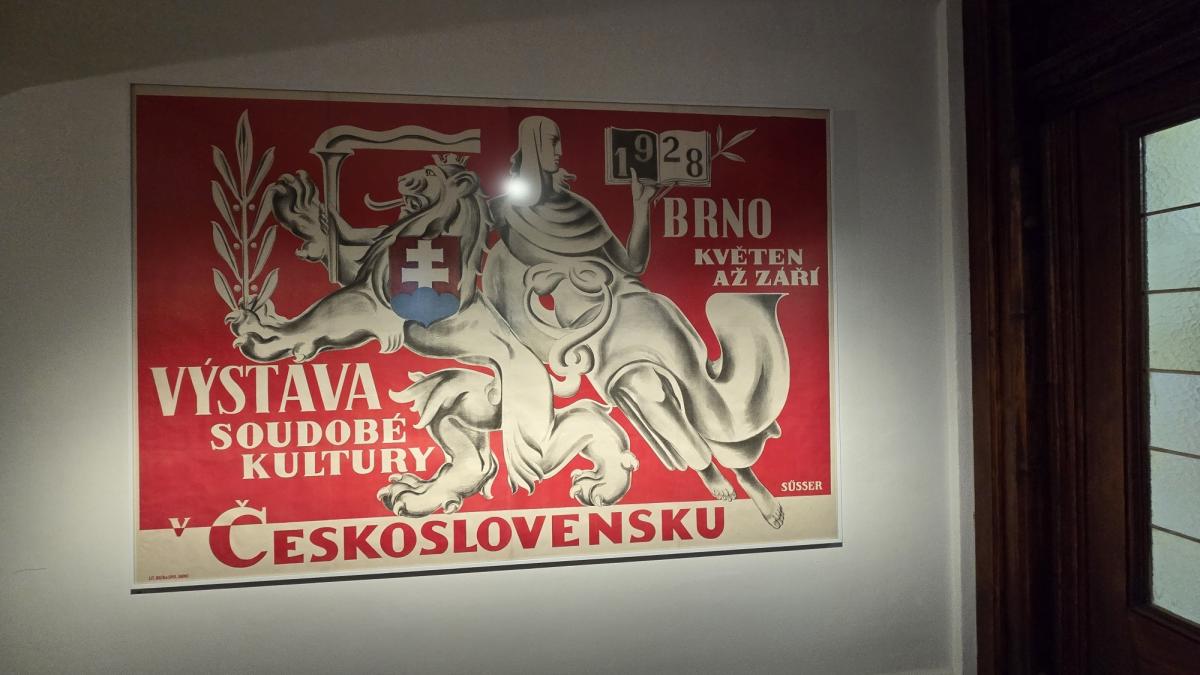 1928
BRNO
KVĚTEN
AŽ ZÁŘÍ
VÝSTAVA
SOUDOBÉ
KULTURY
SÜSSER
V ČESKOSLOVENSKU